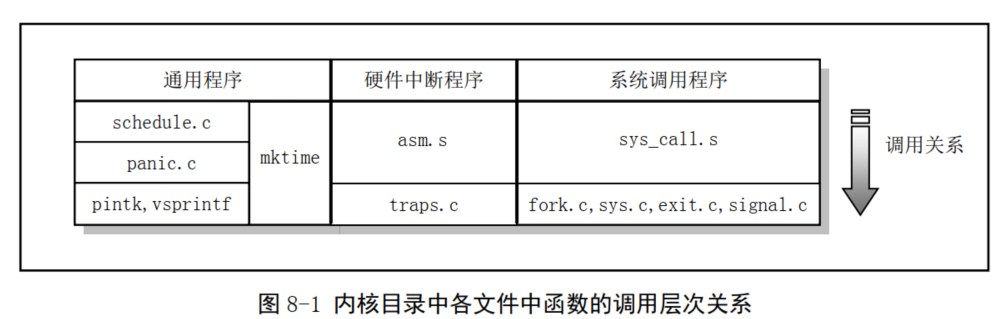 通用程序 硬件中断程序 系统调用程序
schedule.c
panic.c
pintk,vsprintf
mktime
asm.s
traps.c
sys_call.s
fork.c,sys.c,exit.c,signal.c
调用关系
图 8-1 内核目录中各文件中函数的调用层次关系